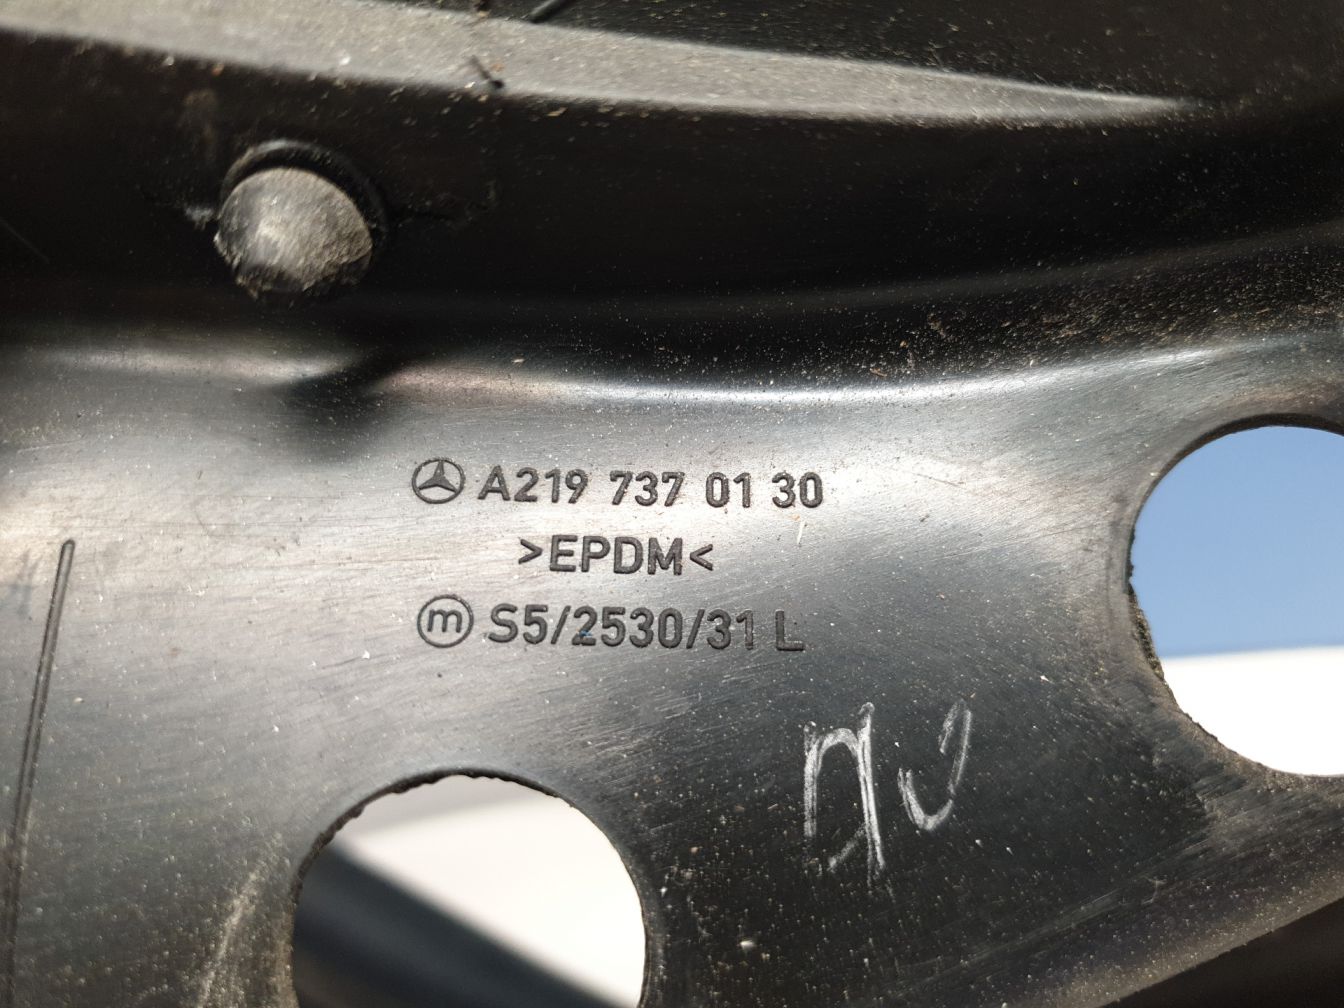 A219 737 01 30
>EPDM<
m S5/2530/31 L